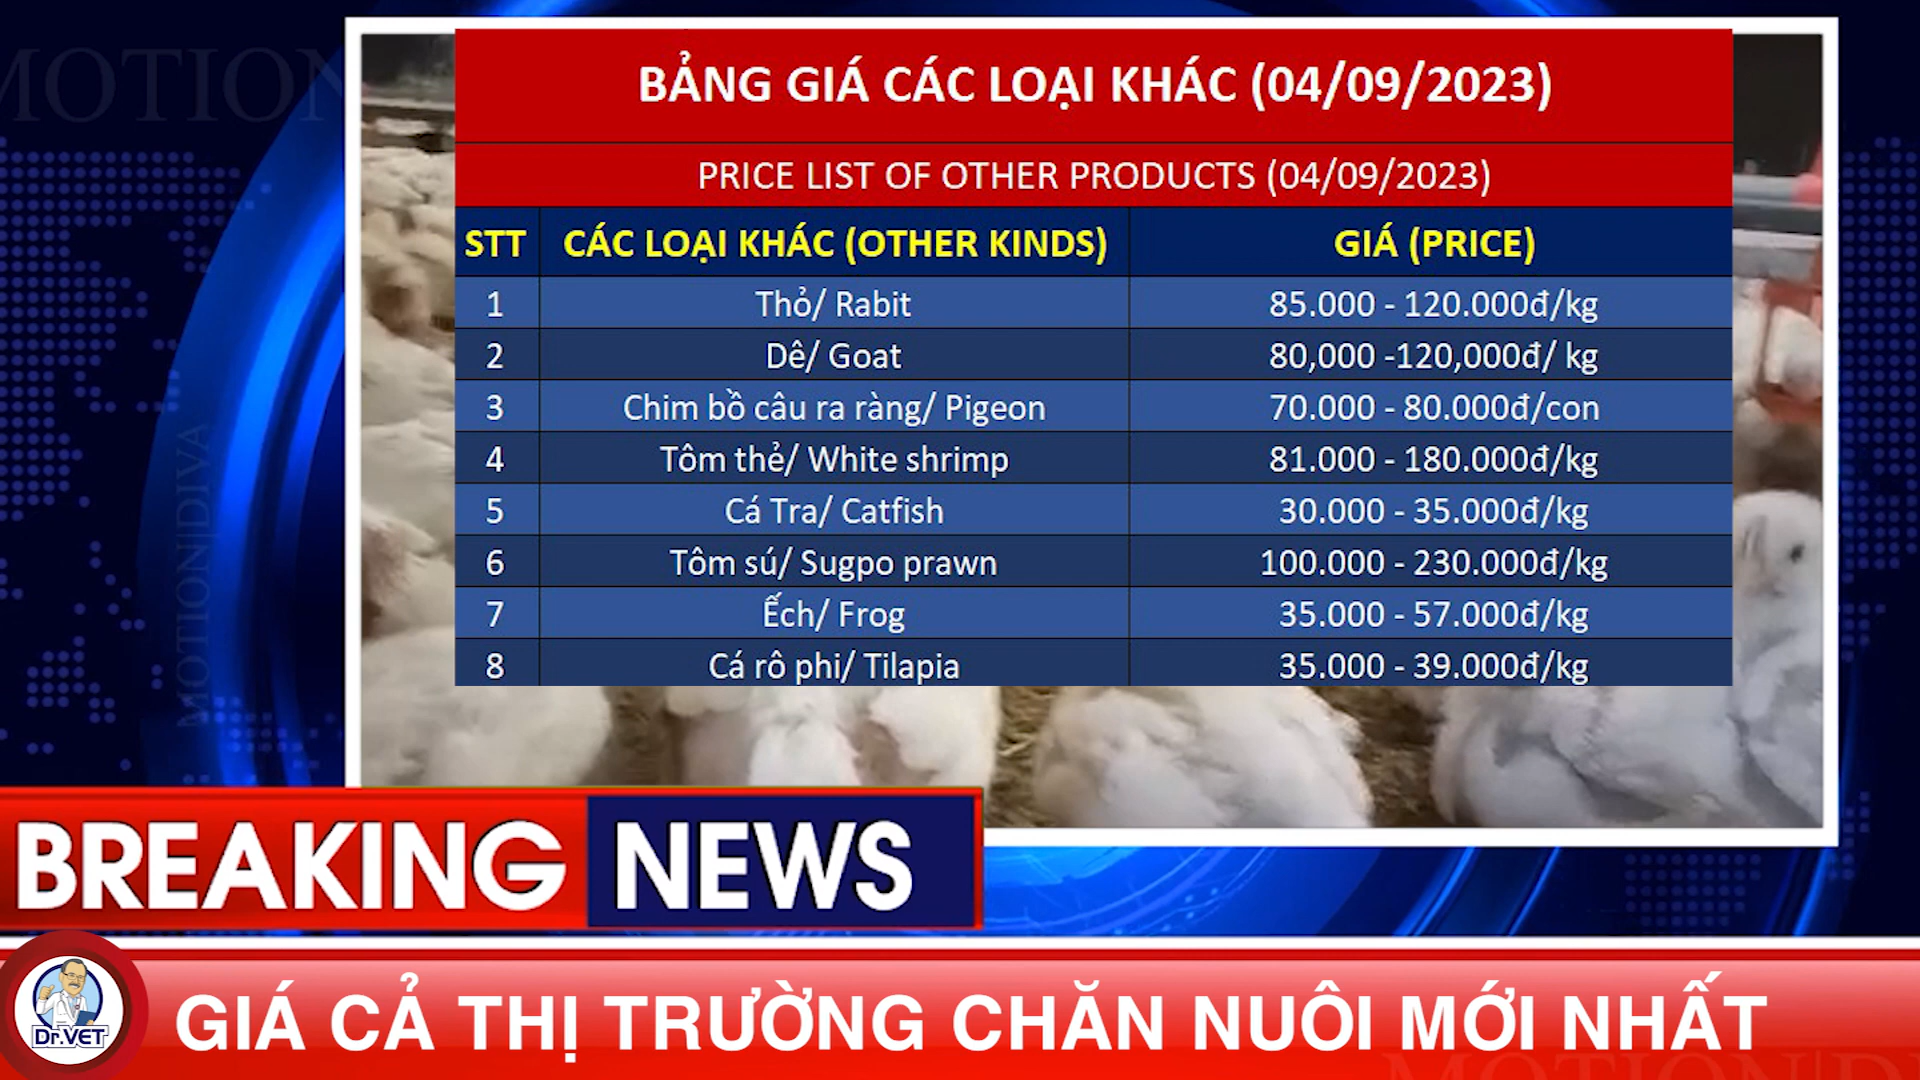 MOTION
BẢNG GIÁ CÁC LOẠI KHÁC (04/09/2023)
PRICE LIST OF OTHER PRODUCTS (04/09/2023)
STT CÁC LOẠI KHÁC (OTHER KINDS) GIÁ (PRICE)
1 Thỏ/ Rabit 85.000 - 120.000đ/kg
2 Dê/ Goat 80,000 -120,000đ/ kg
3 Chim bồ câu ra ràng/ Pigeon 70.000 - 80.000đ/con
4 Tôm thẻ/ White shrimp 81.000 - 180.000đ/kg
5 Cá Tra/ Catfish 30.000 - 35.000đ/kg
6 Tôm sú/ Sugpo prawn 100.000 - 230.000đ/kg
7 Ếch/ Frog 35.000 - 57.000đ/kg
8 Cá rô phi/ Tilapia 35.000 - 39.000đ/kg
MOTION|DIVA
BREAKING NEWS
Dr.VET
GIÁ CẢ THỊ TRƯỜNG CHĂN NUÔI MỚI NHẤT